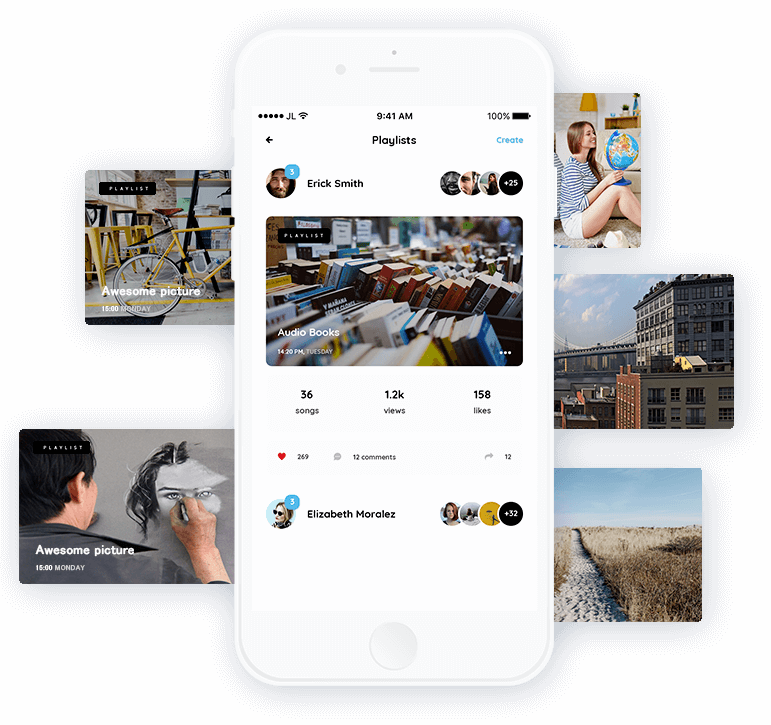 JL 9:41 AM 100%
Playlists Create
3
Erick Smith +25
PLAYLIST
Audio Books
14:20 PM, TUESDAY
36 1.2k 158
songs views likes
269 12 comments 12
3
Elizabeth Moralez +32
PLAYLIST
Awesome picture
15:00 MONDAY
PLAYLIST
Awesome picture
15:00 MONDAY